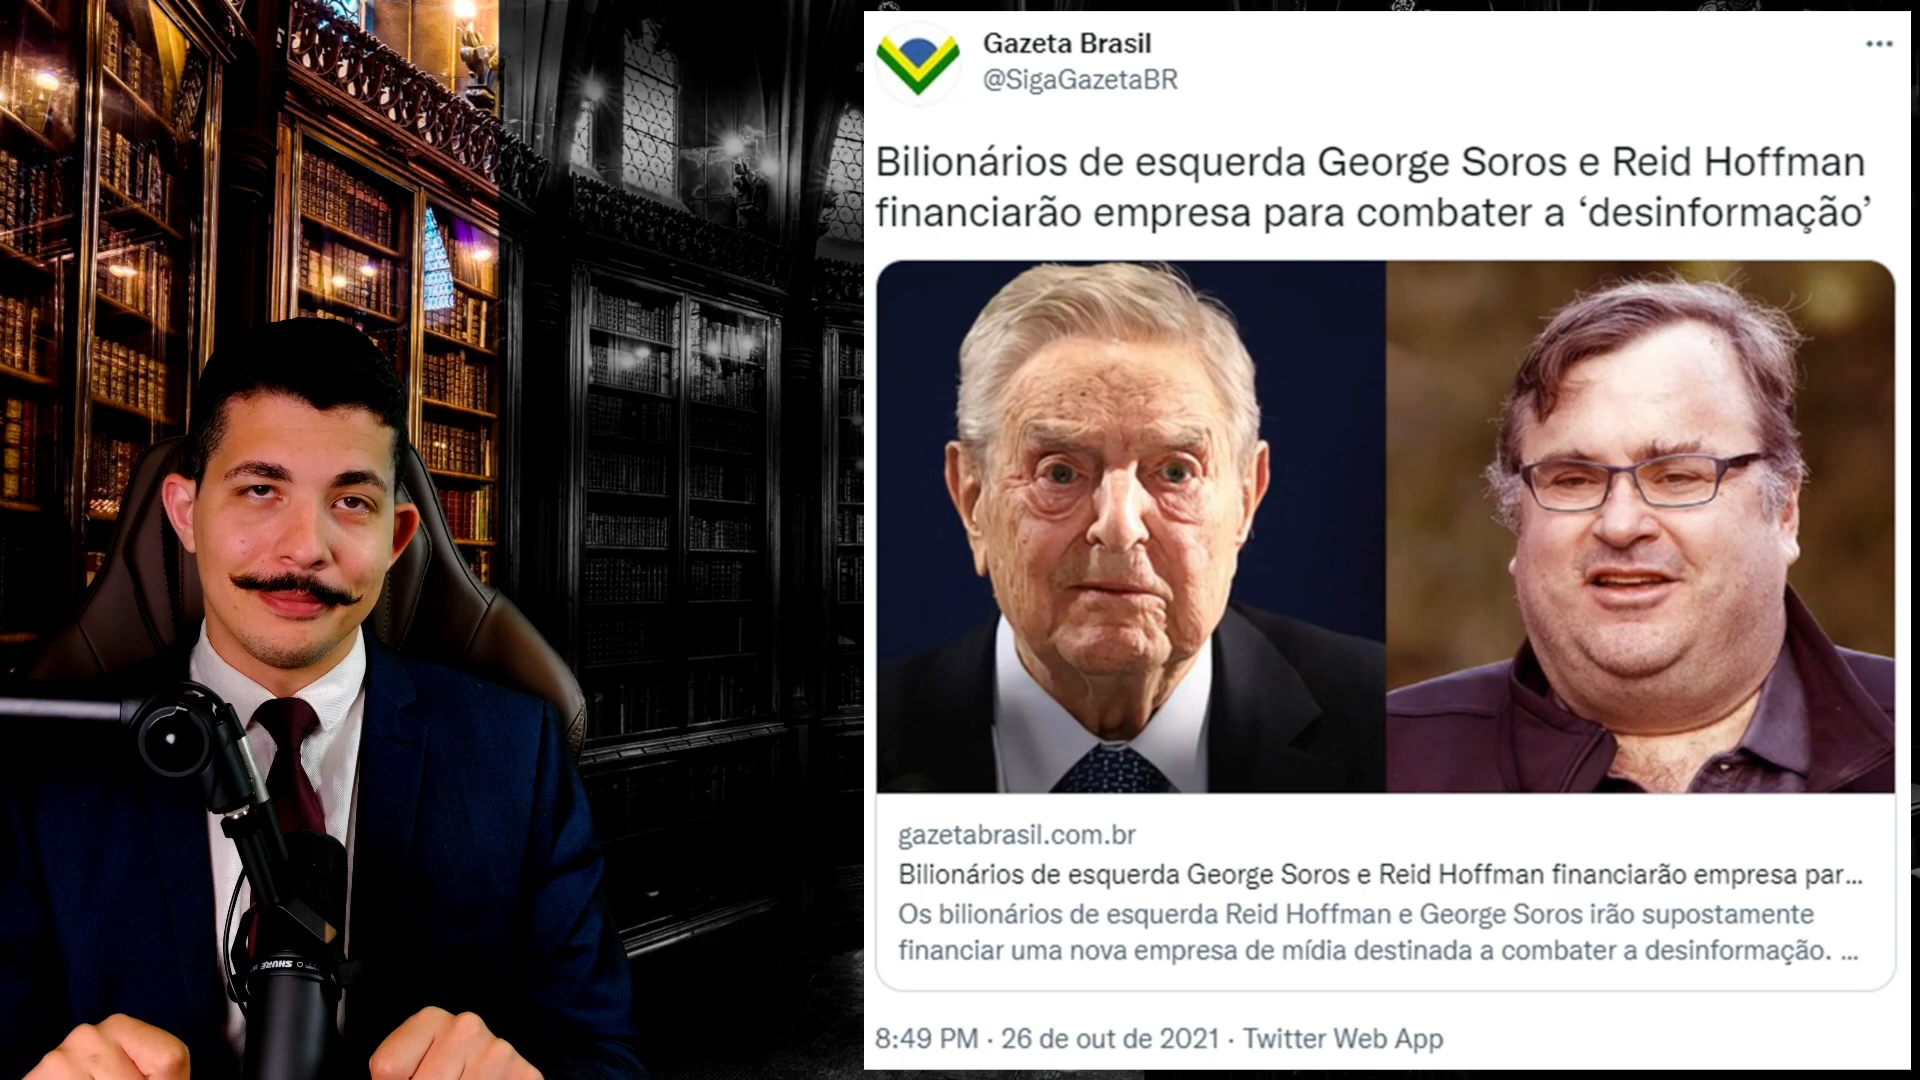 Gazeta Brasil
@SigaGazetaBR
Bilionários de esquerda George Soros e Reid Hoffman
financiarão empresa para combater a ‘desinformação’
gazetabrasil.com.br
Bilionários de esquerda George Soros e Reid Hoffman financiarão empresa par...
Os bilionários de esquerda Reid Hoffman e George Soros irão supostamente
financiar uma nova empresa de mídia destinada a combater a desinformação. ...
8:49 PM · 26 de out de 2021 · Twitter Web App
SHURE